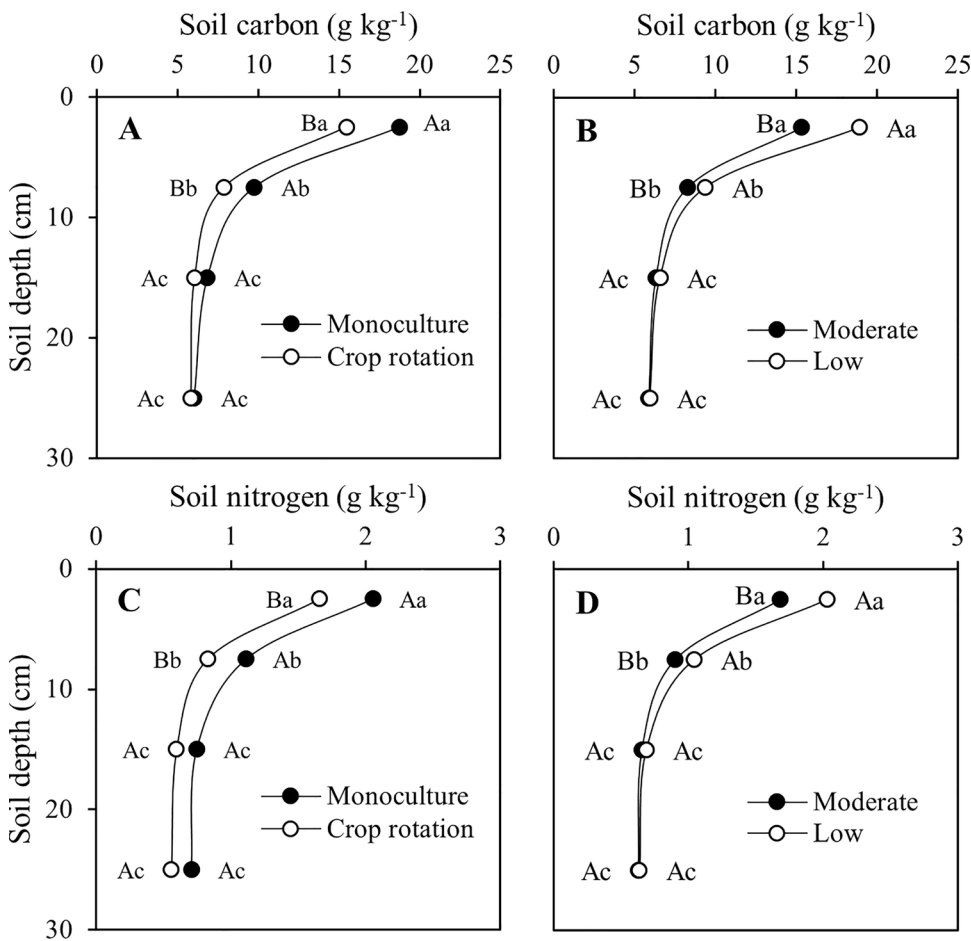 Soil carbon (g kg-1)
0 5 10 15 20 25
0
10
20
30
Soil depth (cm)
A
Ba Aa
Bb Ab
Ac Ac
Monoculture
Crop rotation
Ac Ac
Soil carbon (g kg-1)
0 5 10 15 20 25
B
Ba Aa
Bb Ab
Ac Ac
Moderate
Low
Ac Ac
Soil nitrogen (g kg-1)
0 1 2 3
0
10
20
30
Soil depth (cm)
C
Ba Aa
Bb Ab
Ac Ac
Monoculture
Crop rotation
Ac Ac
Soil nitrogen (g kg-1)
0 1 2 3
D
Ba Aa
Bb Ab
Ac Ac
Moderate
Low
Ac Ac